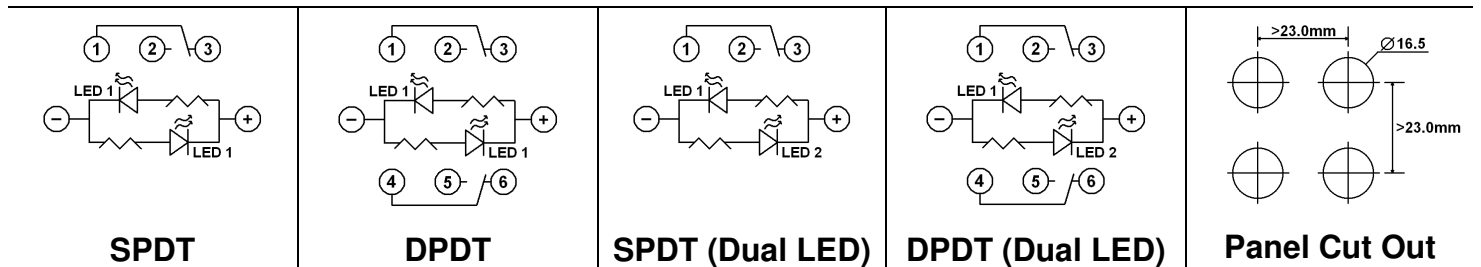 1 2 3
LED 1
− +
LED 1
SPDT
1 2 3
LED 1
− +
LED 1
4 5 6
DPDT
1 2 3
LED 1
− +
LED 2
SPDT (Dual LED)
1 2 3
LED 1
− +
LED 2
4 5 6
DPDT (Dual LED)
>23.0mm
Ø16.5
>23.0mm
Panel Cut Out